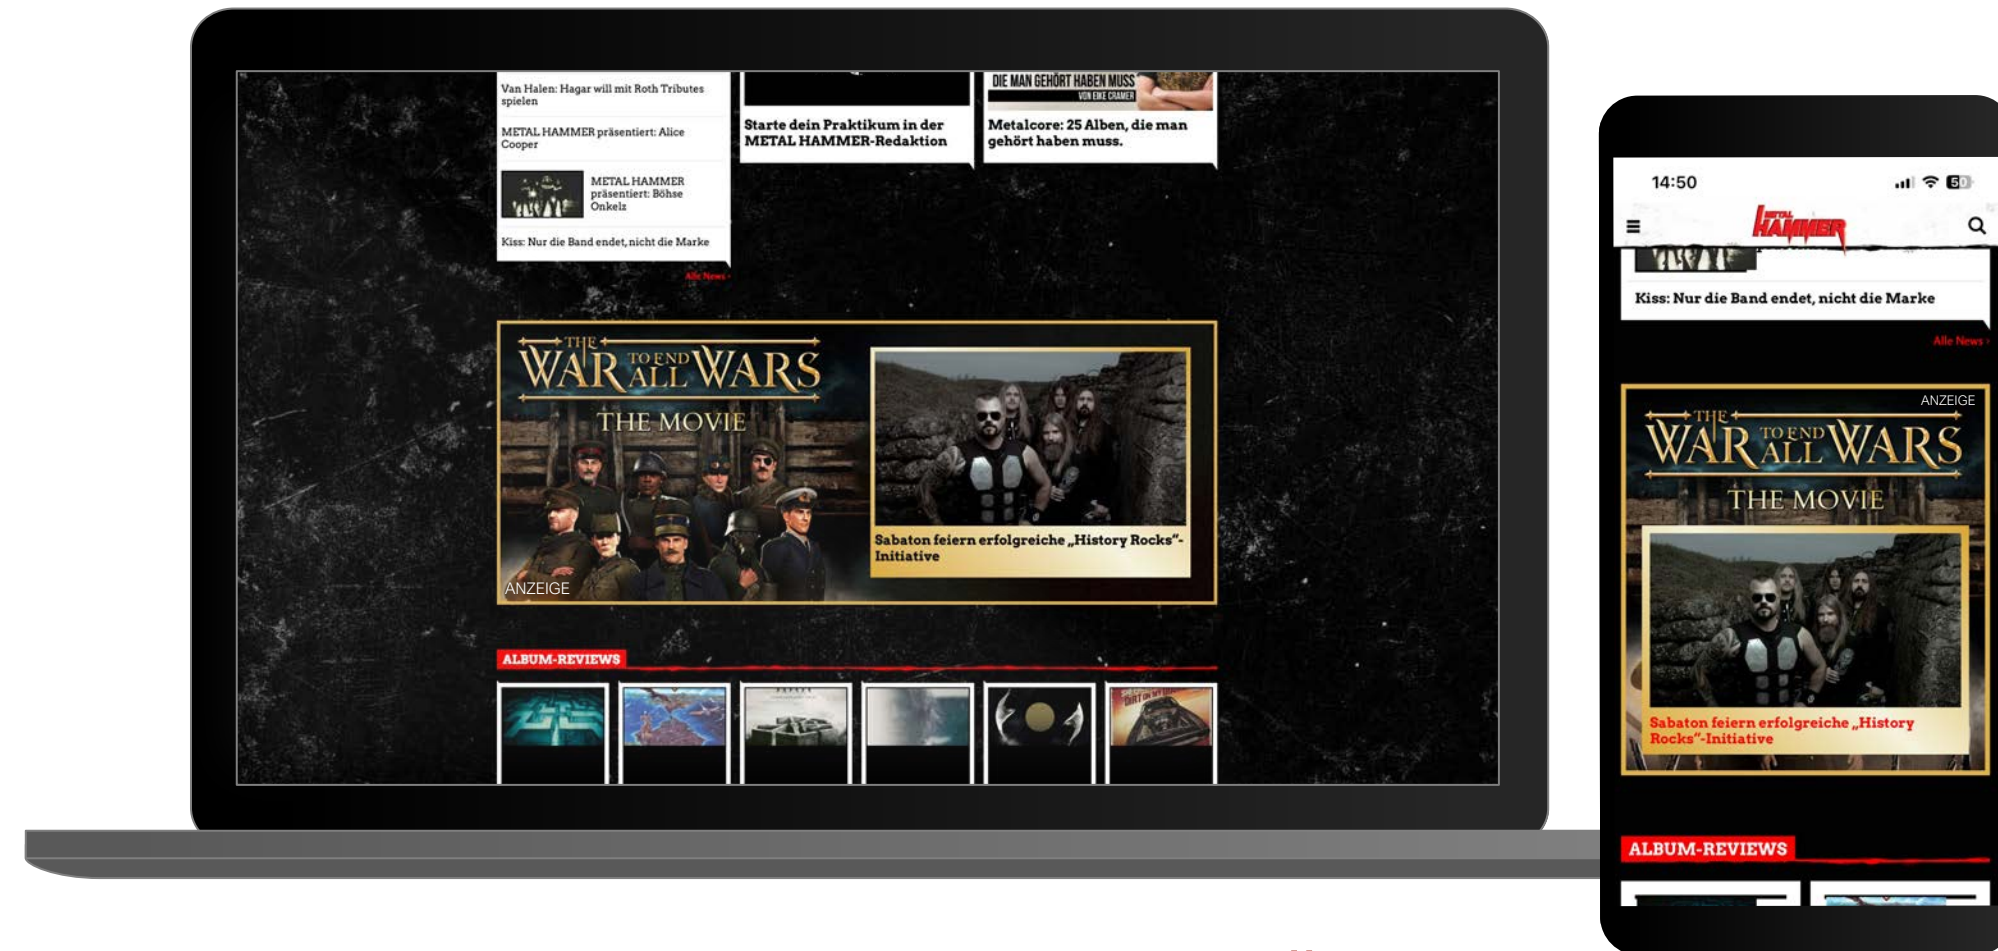 Van Halen: Hagar will mit Roth Tributes
spielen
METAL HAMMER präsentiert: Alice
Cooper
METAL HAMMER
präsentiert: Böhse
Onkelz
Kiss: Nur die Band endet, nicht die Marke
Alle News ›
Starte dein Praktikum in der
METAL HAMMER-Redaktion
DIE MAN GEHÖRT HABEN MUSS
VON EIKE CRAMER
Metalcore: 25 Alben, die man
gehört haben muss.
THE
WAR TO END ALL WARS
THE MOVIE
Sabaton feiern erfolgreiche „History Rocks“-
Initiative
ANZEIGE
ALBUM-REVIEWS
14:50
50
METAL
HAMMER
Kiss: Nur die Band endet, nicht die Marke
Alle News ›
ANZEIGE
THE
WAR TO END ALL WARS
THE MOVIE
Sabaton feiern erfolgreiche „History
Rocks“-Initiative
ALBUM-REVIEWS